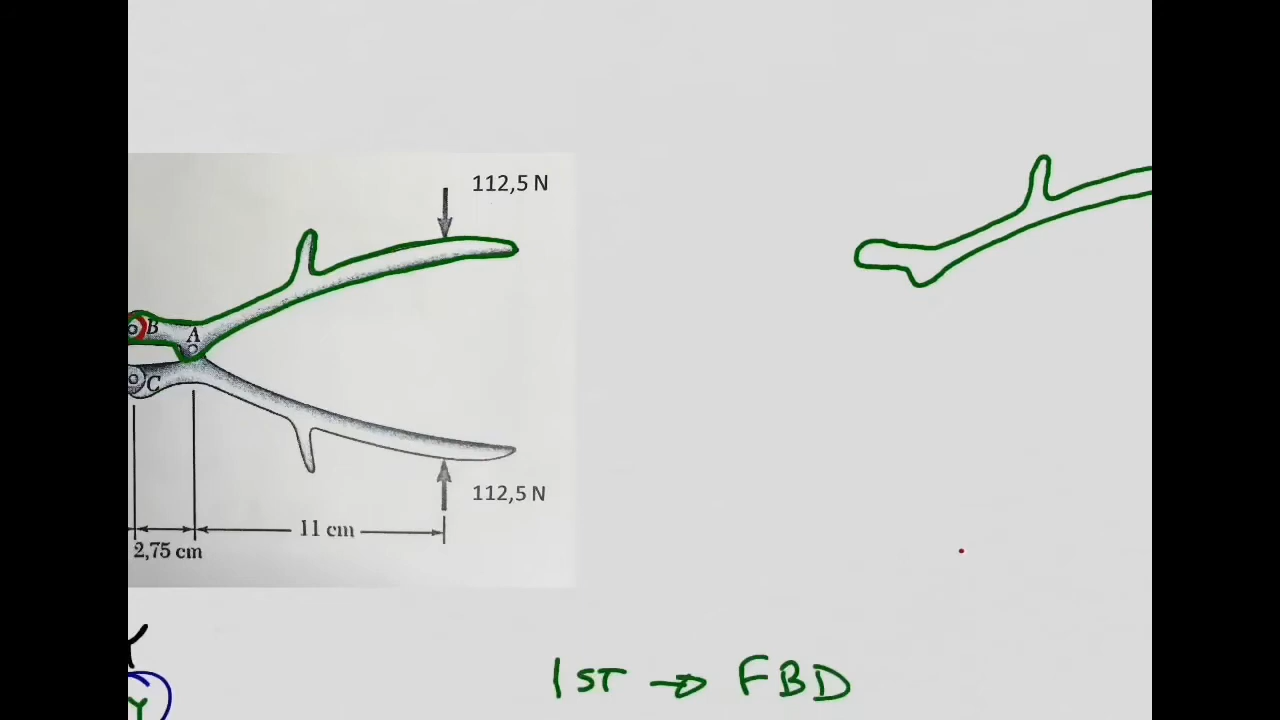 112,5 N
B
A
C
112,5 N
11 cm
2,75 cm
Y
1ST → FBD